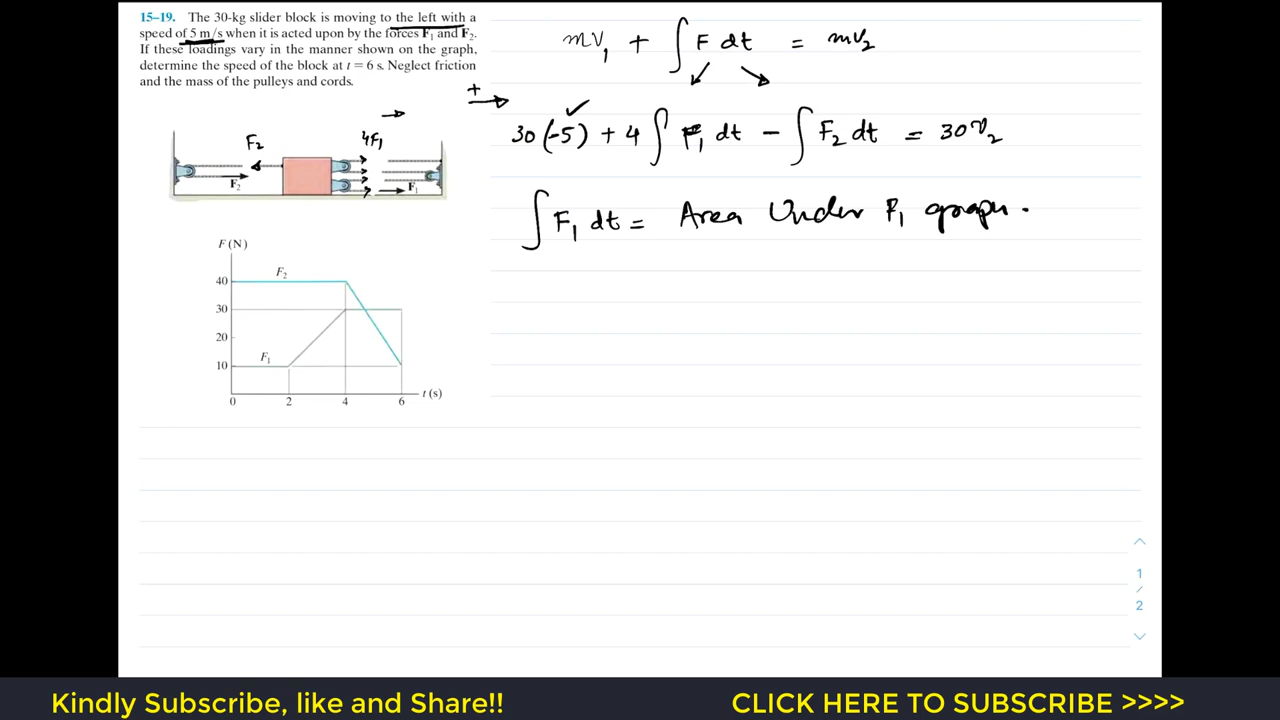 15–19. The 30-kg slider block is moving to the left with a
speed of 5 m/s when it is acted upon by the forces F₁ and F₂.
If these loadings vary in the manner shown on the graph,
determine the speed of the block at t = 6 s. Neglect friction
and the mass of the pulleys and cords.
mv₁ + ∫ F dt = mv₂
+
30(-5) + 4 ∫ F₁ dt - ∫ F₂ dt = 30v₂
∫ F₁ dt = Area Under F₁ graph.
F₂
4F₁
F₂
F₁
F (N)
F₂
40
30
20
F₁
10
0 2 4 6 t (s)
1
/
2
Kindly Subscribe, like and Share!!
CLICK HERE TO SUBSCRIBE >>>>